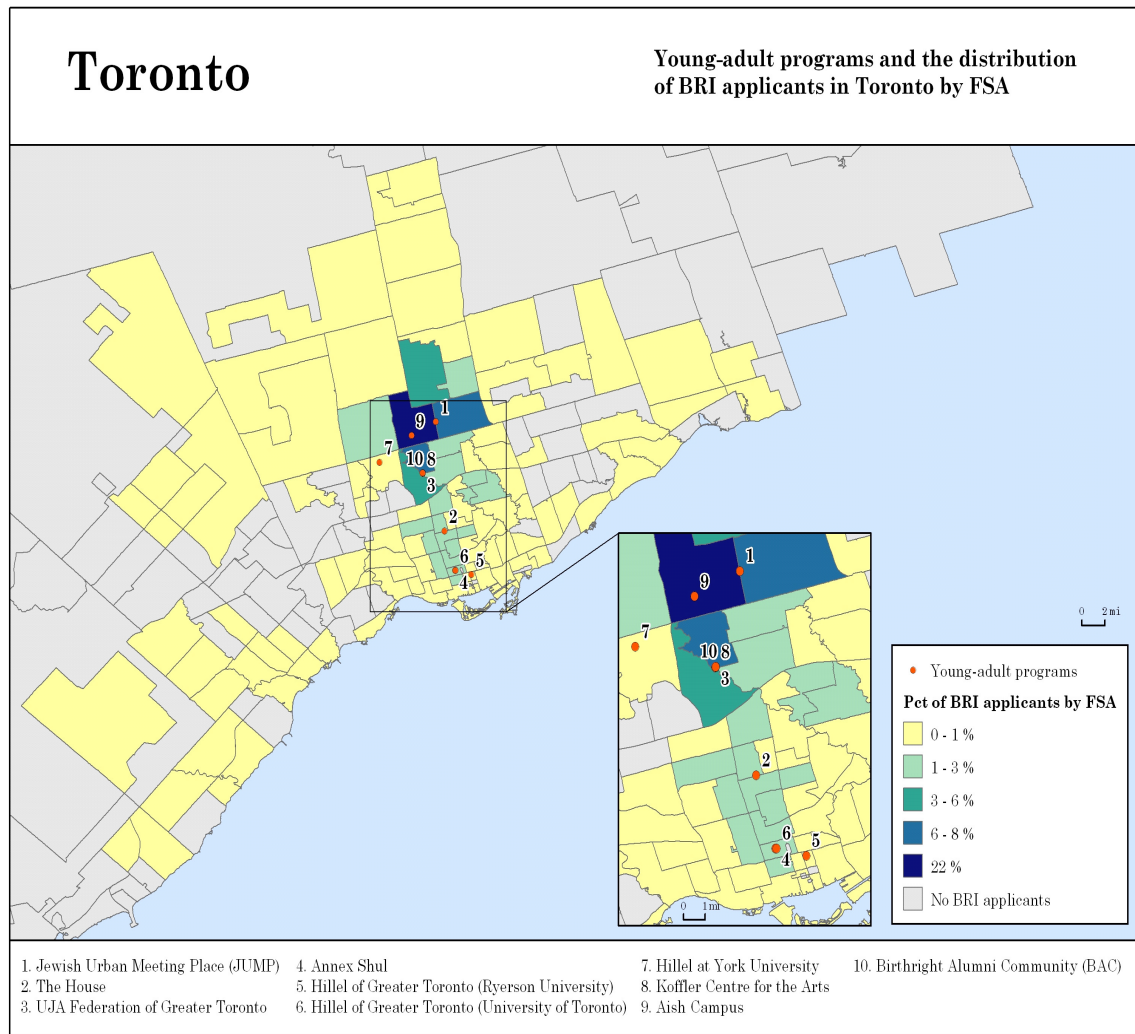 Toronto
Young-adult programs and the distribution
of BRI applicants in Toronto by FSA
1
9
7
10 8
3
2
6
5
4
1
9
7
10 8
3
2
6
5
4
0 1mi
0 2 mi
Young-adult programs
Pct of BRI applicants by FSA
0 - 1 %
1 - 3 %
3 - 6 %
6 - 8 %
22 %
No BRI applicants
1. Jewish Urban Meeting Place (JUMP)
2. The House
3. UJA Federation of Greater Toronto
4. Annex Shul
5. Hillel of Greater Toronto (Ryerson University)
6. Hillel of Greater Toronto (University of Toronto)
7. Hillel at York University
8. Koffler Centre for the Arts
9. Aish Campus
10. Birthright Alumni Community (BAC)